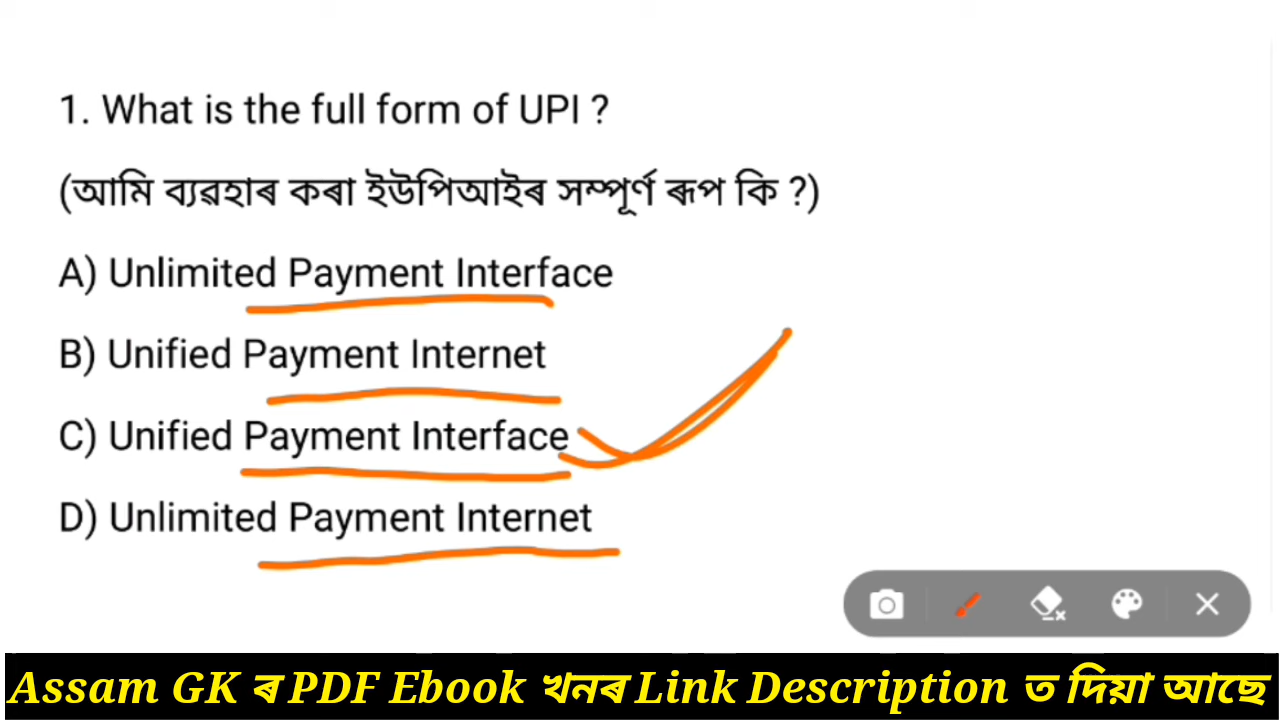 1. What is the full form of UPI ?
(আমি ব্যৱহাৰ কৰা ইউপিআইৰ সম্পূৰ্ণ ৰূপ কি ?)
A) Unlimited Payment Interface
B) Unified Payment Internet
C) Unified Payment Interface
D) Unlimited Payment Internet
Assam GK ৰ PDF Ebook খনৰ Link Description ত দিয়া আছে